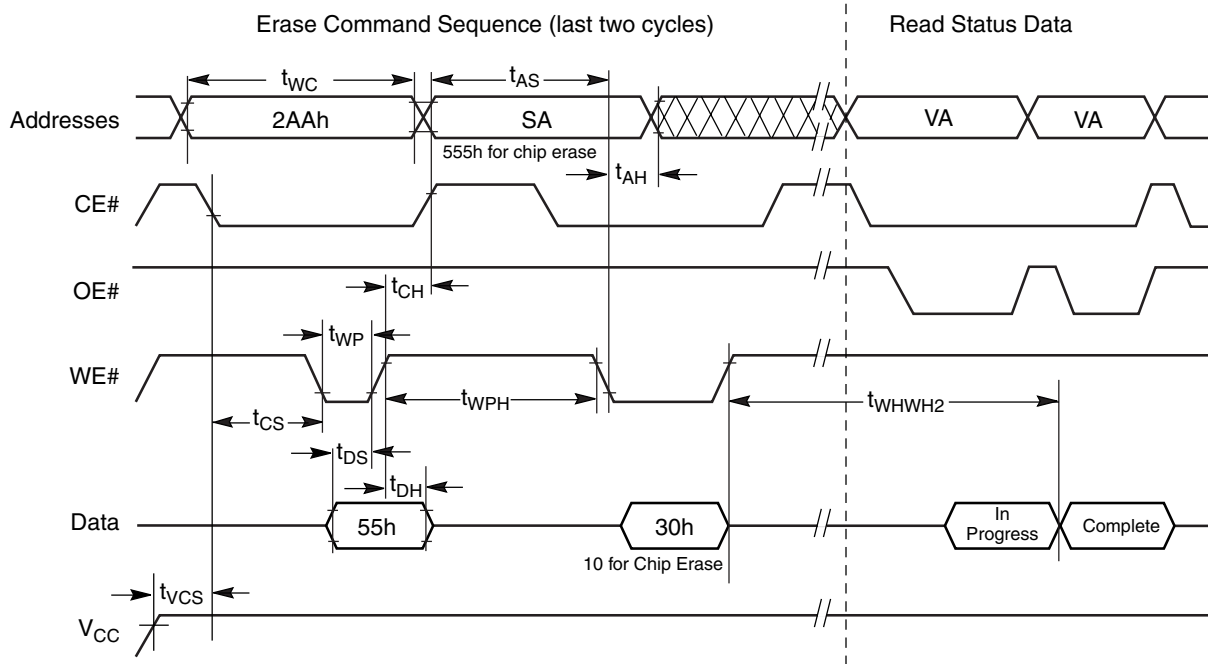 Erase Command Sequence (last two cycles)
Read Status Data
tWC
tAS
Addresses
2AAh
SA
VA
VA
555h for chip erase
tAH
CE#
OE#
tCH
tWP
WE#
tWPH
tWHWH2
tCS
tDS
tDH
Data
55h
30h
In
Progress
Complete
10 for Chip Erase
tVCS
VCC